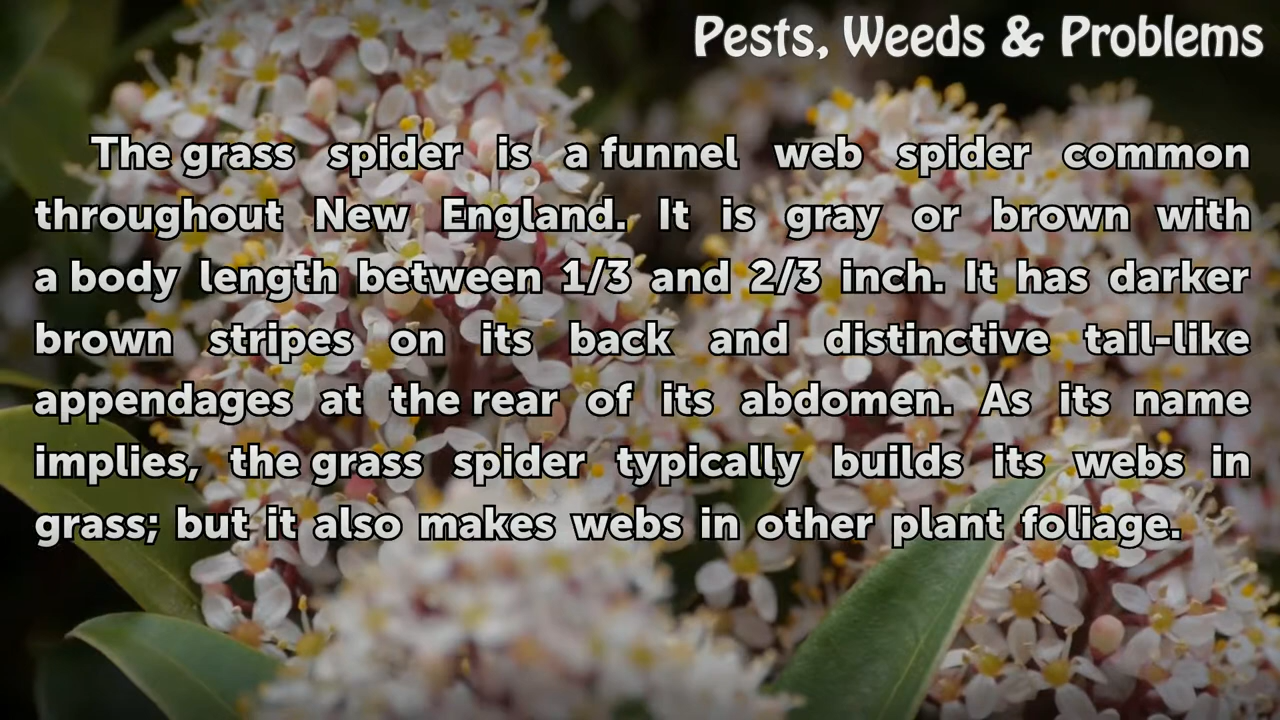 Pests, Weeds & Problems
The grass spider is a funnel web spider common
throughout New England. It is gray or brown with
a body length between 1/3 and 2/3 inch. It has darker
brown stripes on its back and distinctive tail-like
appendages at the rear of its abdomen. As its name
implies, the grass spider typically builds its webs in
grass; but it also makes webs in other plant foliage.